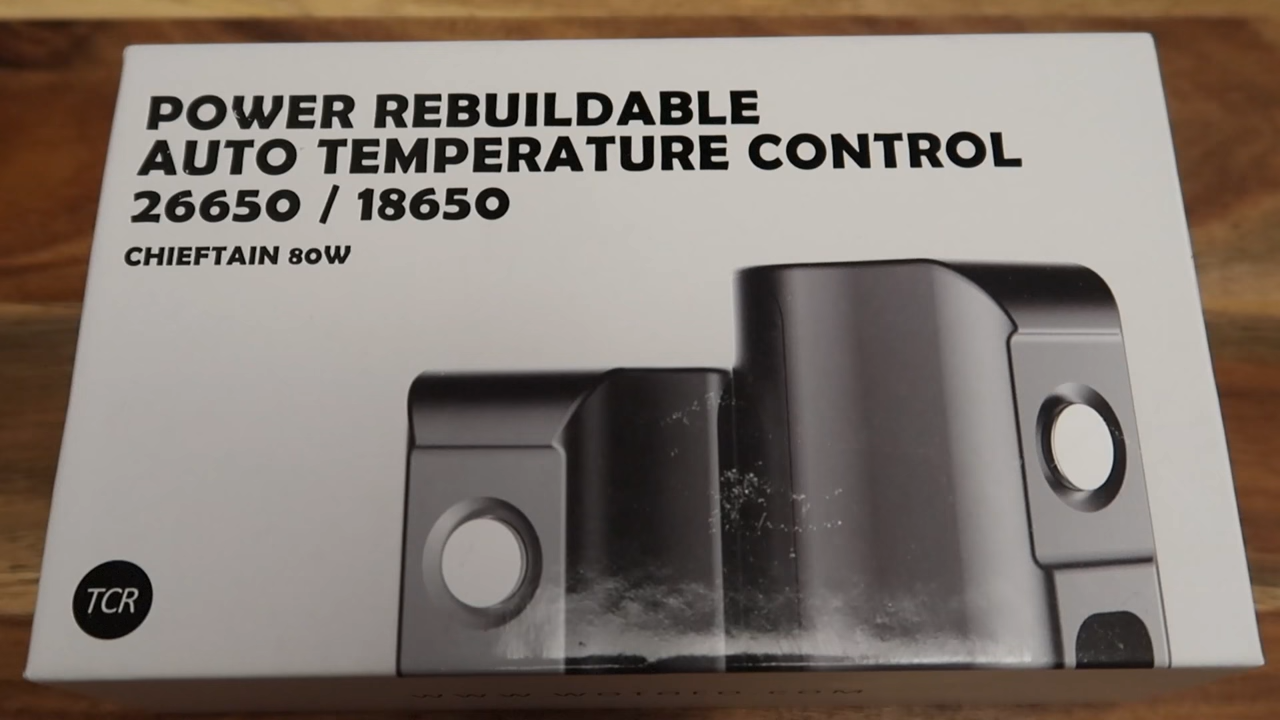 POWER REBUILDABLE
AUTO TEMPERATURE CONTROL
26650 / 18650
CHIEFTAIN 80W
TCR